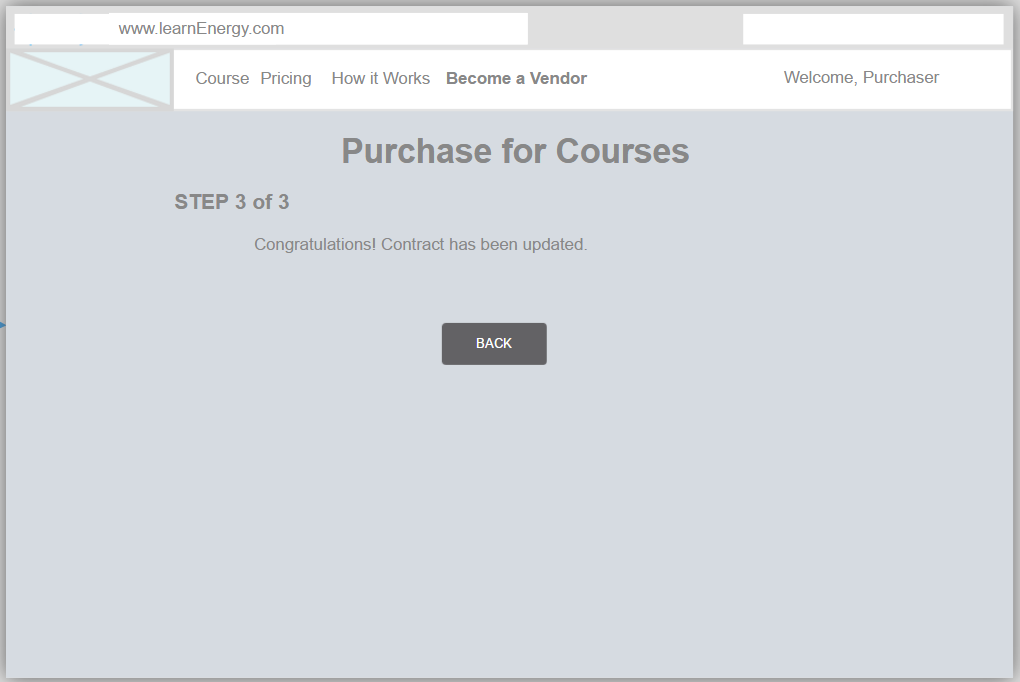 www.learnEnergy.com
Course Pricing How it Works Become a Vendor Welcome, Purchaser
Purchase for Courses
STEP 3 of 3
Congratulations! Contract has been updated.
BACK